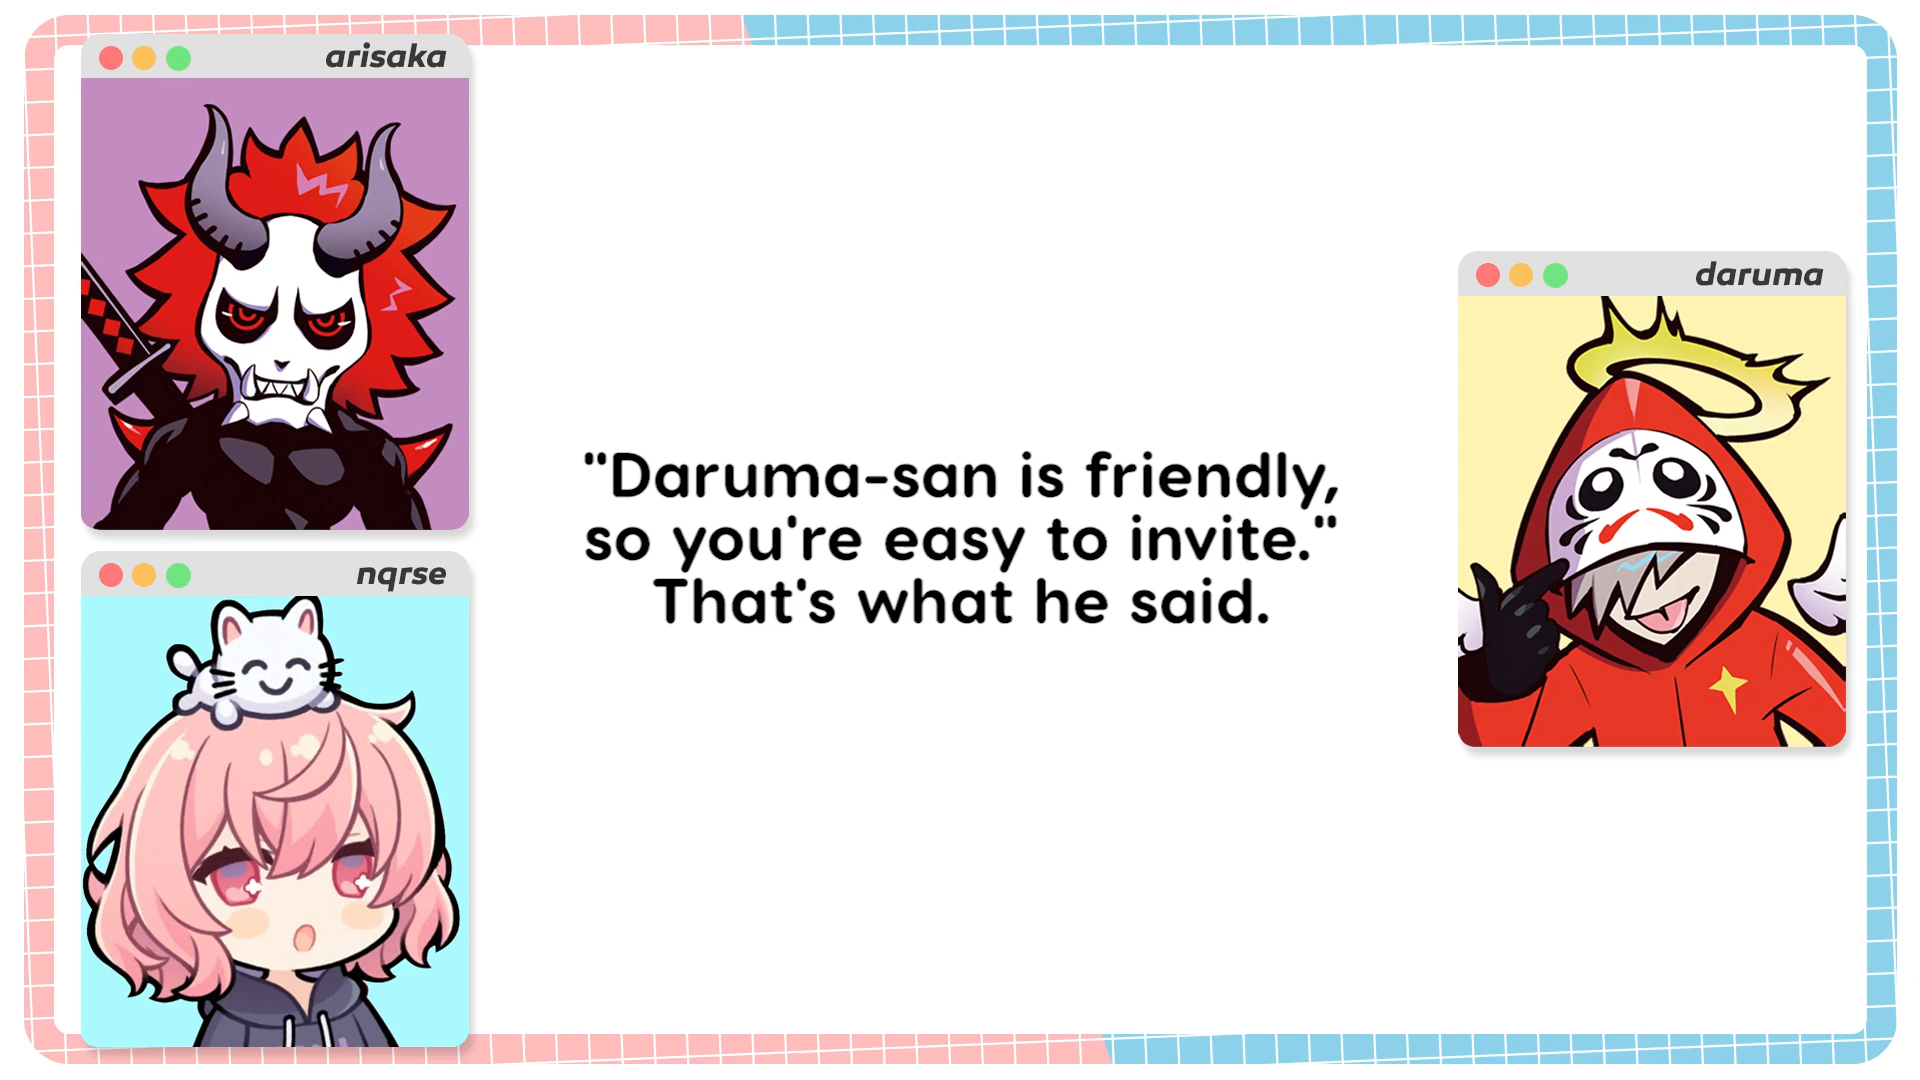 arisaka
nqrse
"Daruma-san is friendly,
so you're easy to invite."
That's what he said.
daruma